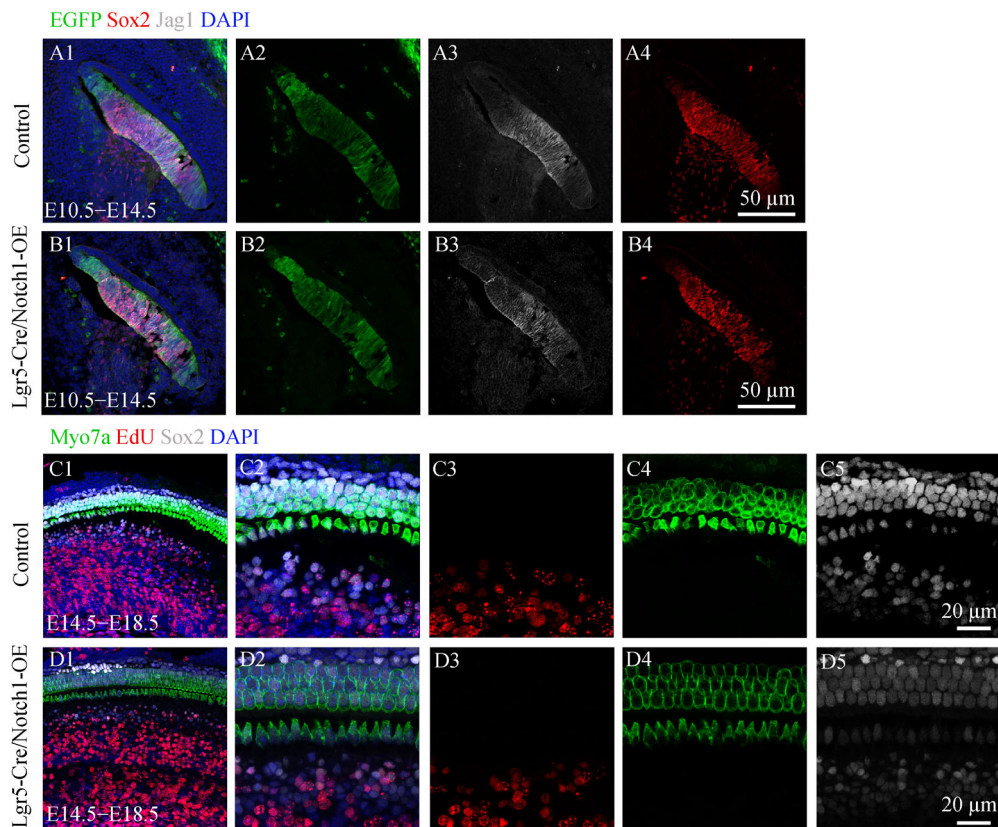 EGFP Sox2 Jag1 DAPI
Control
A1 A2 A3 A4
E10.5−E14.5
50 µm
Lgr5-Cre/Notch1-OE
B1 B2 B3 B4
E10.5−E14.5
50 µm
Myo7a EdU Sox2 DAPI
Control
C1 C2 C3 C4 C5
E14.5−E18.5
20 µm
Lgr5-Cre/Notch1-OE
D1 D2 D3 D4 D5
E14.5−E18.5
20 µm